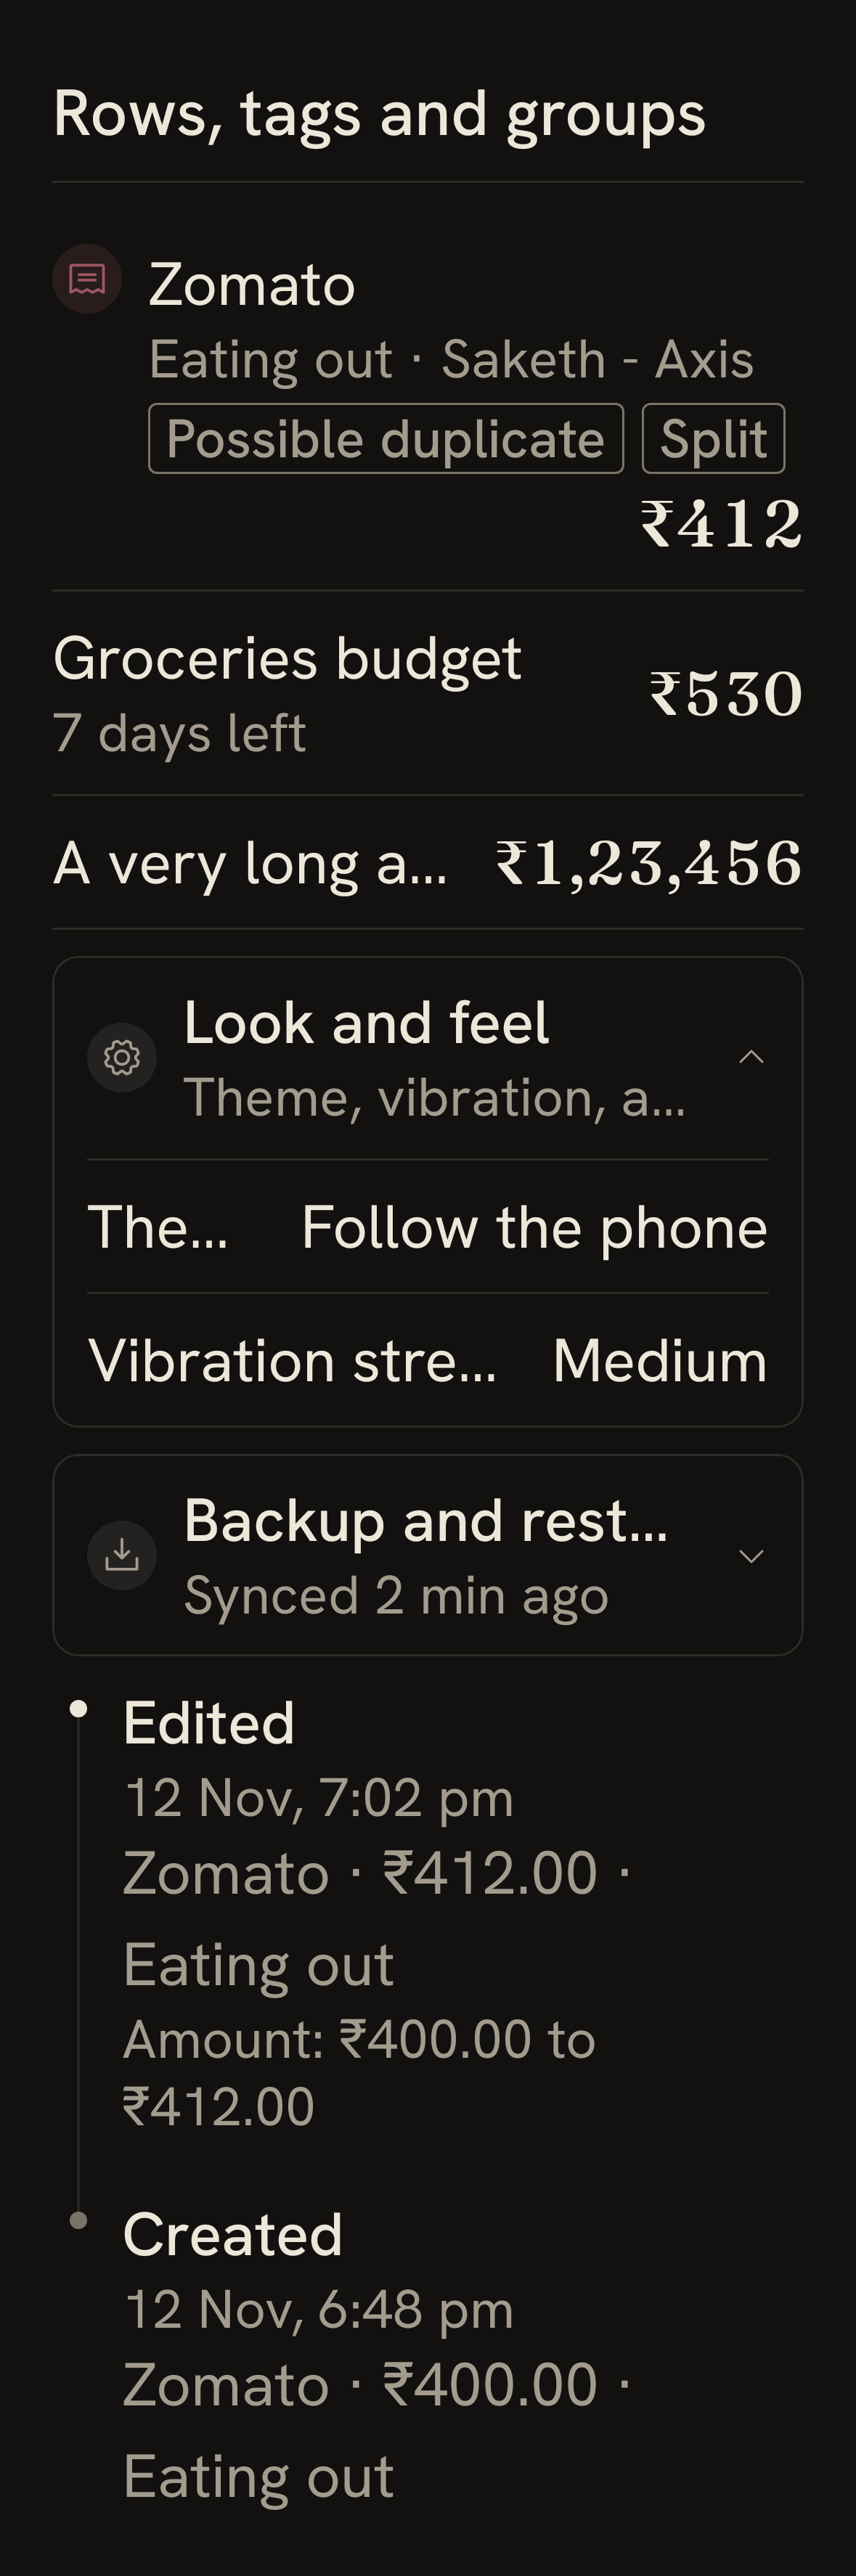 Rows, tags and groups
Zomato
Eating out · Saketh - Axis
Possible duplicate Split
₹412
Groceries budget
₹530
7 days left
A very long a... ₹1,23,456
Look and feel
Theme, vibration, a...
The... Follow the phone
Vibration stre... Medium
Backup and rest...
Synced 2 min ago
Edited
12 Nov, 7:02 pm
Zomato · ₹412.00 ·
Eating out
Amount: ₹400.00 to
₹412.00
Created
12 Nov, 6:48 pm
Zomato · ₹400.00 ·
Eating out